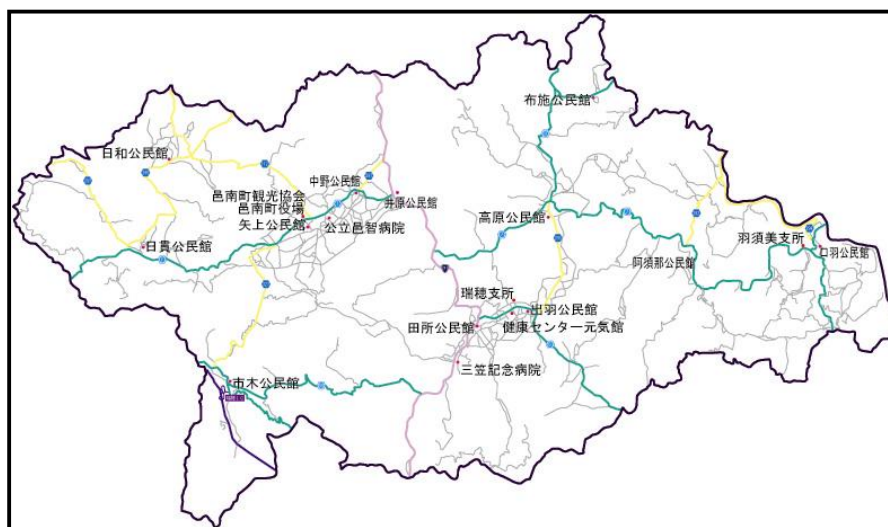 布施公民館
日和公民館
中野公民館
邑南町観光協会
邑南町役場
井原公民館
矢上公民館
公立邑智病院
高原公民館
日貫公民館
羽須美支所
口羽公民館
阿須那公民館
瑞穂支所
出羽公民館
田所公民館
健康センター元気館
三笠記念病院
市木公民館